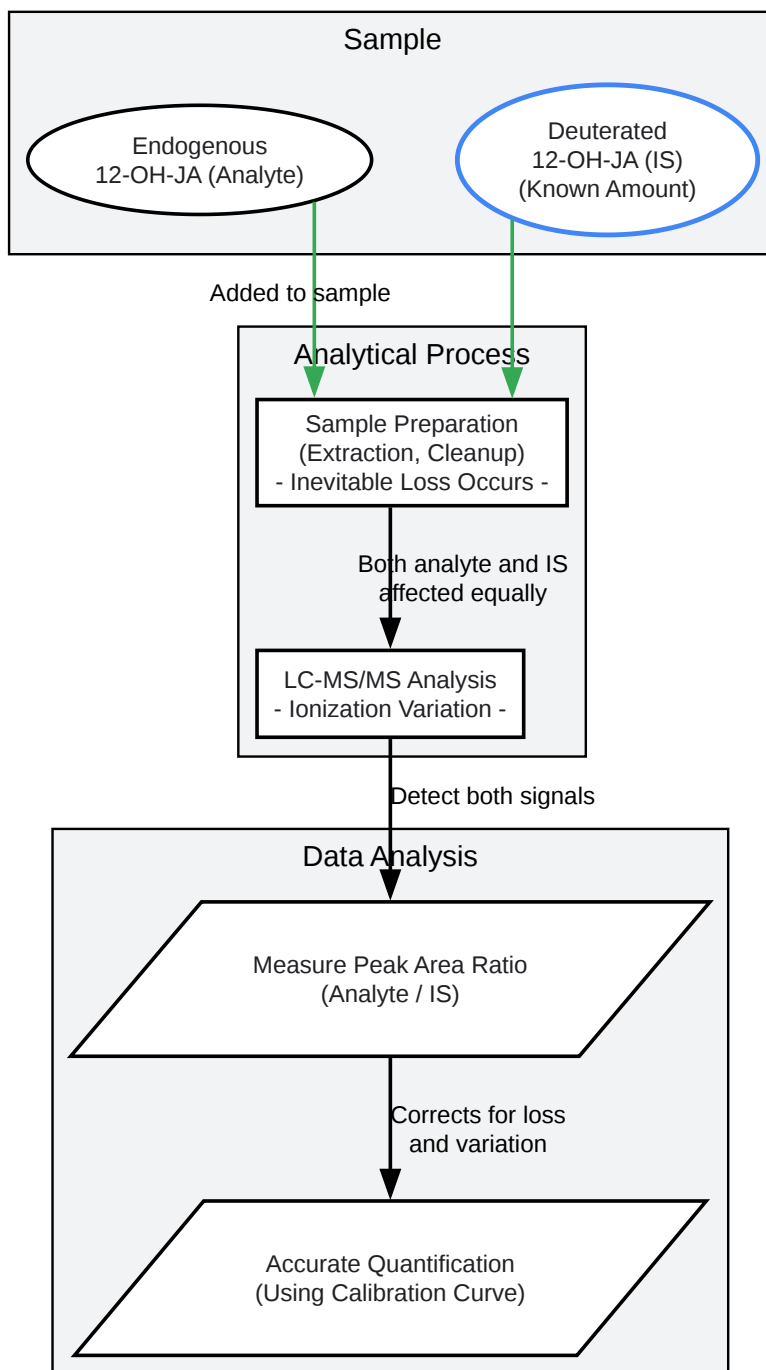 Sample
Endogenous
12-OH-JA (Analyte)
Deuterated
12-OH-JA (IS)
(Known Amount)
Added to sample
Analytical Process
Sample Preparation
(Extraction, Cleanup)
- Inevitable Loss Occurs -
Both analyte and IS
affected equally
LC-MS/MS Analysis
- Ionization Variation -
Detect both signals
Data Analysis
Measure Peak Area Ratio
(Analyte / IS)
Corrects for loss
and variation
Accurate Quantification
(Using Calibration Curve)